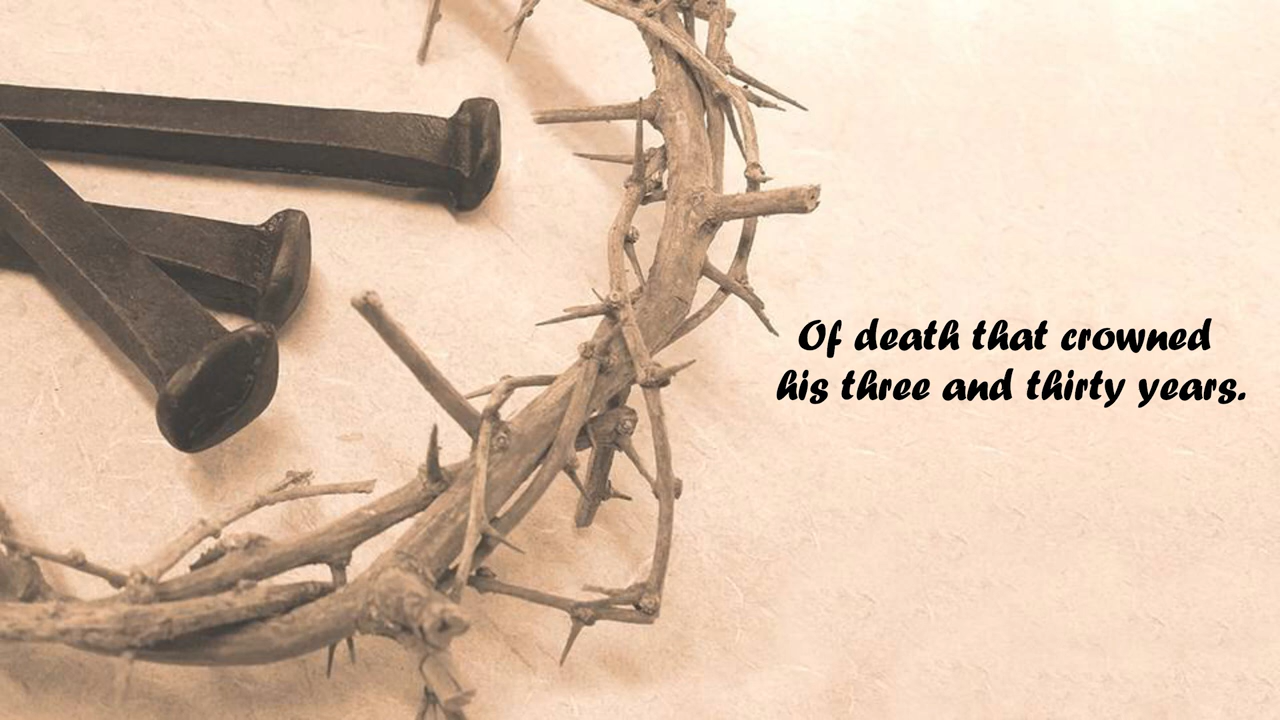 Of death that crowned
his three and thirty years.